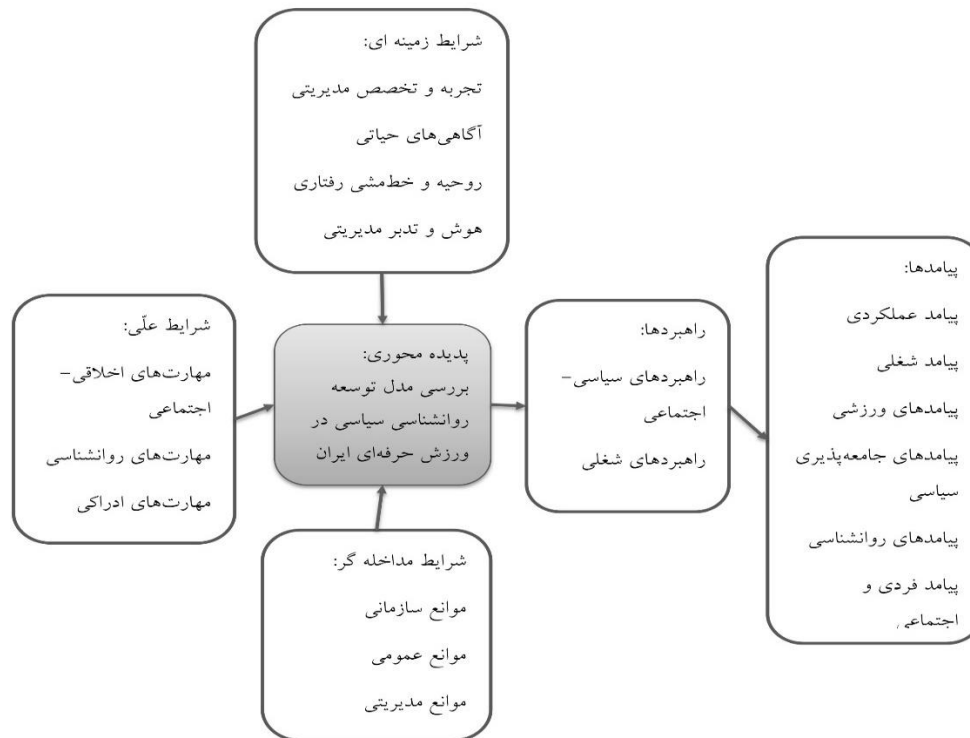 شرایط زمینه ای:
تجربه و تخصص مدیریتی
آگاهی‌های حیاتی
روحیه و خط‌مشی رفتاری
هوش و تدبر مدیریتی
شرایط علّی:
مهارت‌های اخلاقی–
اجتماعی
مهارت‌های روانشناسی
مهارت‌های ادراکی
پدیده محوری:
بررسی مدل توسعه
روانشناسی سیاسی در
ورزش حرفه‌ای ایران
شرایط مداخله گر:
موانع سازمانی
موانع عمومی
موانع مدیریتی
راهبردها:
راهبردهای سیاسی–
اجتماعی
راهبردهای شغلی
پیامدها:
پیامد عملکردی
پیامد شغلی
پیامدهای ورزشی
پیامدهای جامعه‌پذیری
سیاسی
پیامدهای روانشناسی
پیامد فردی و
اجتماعی